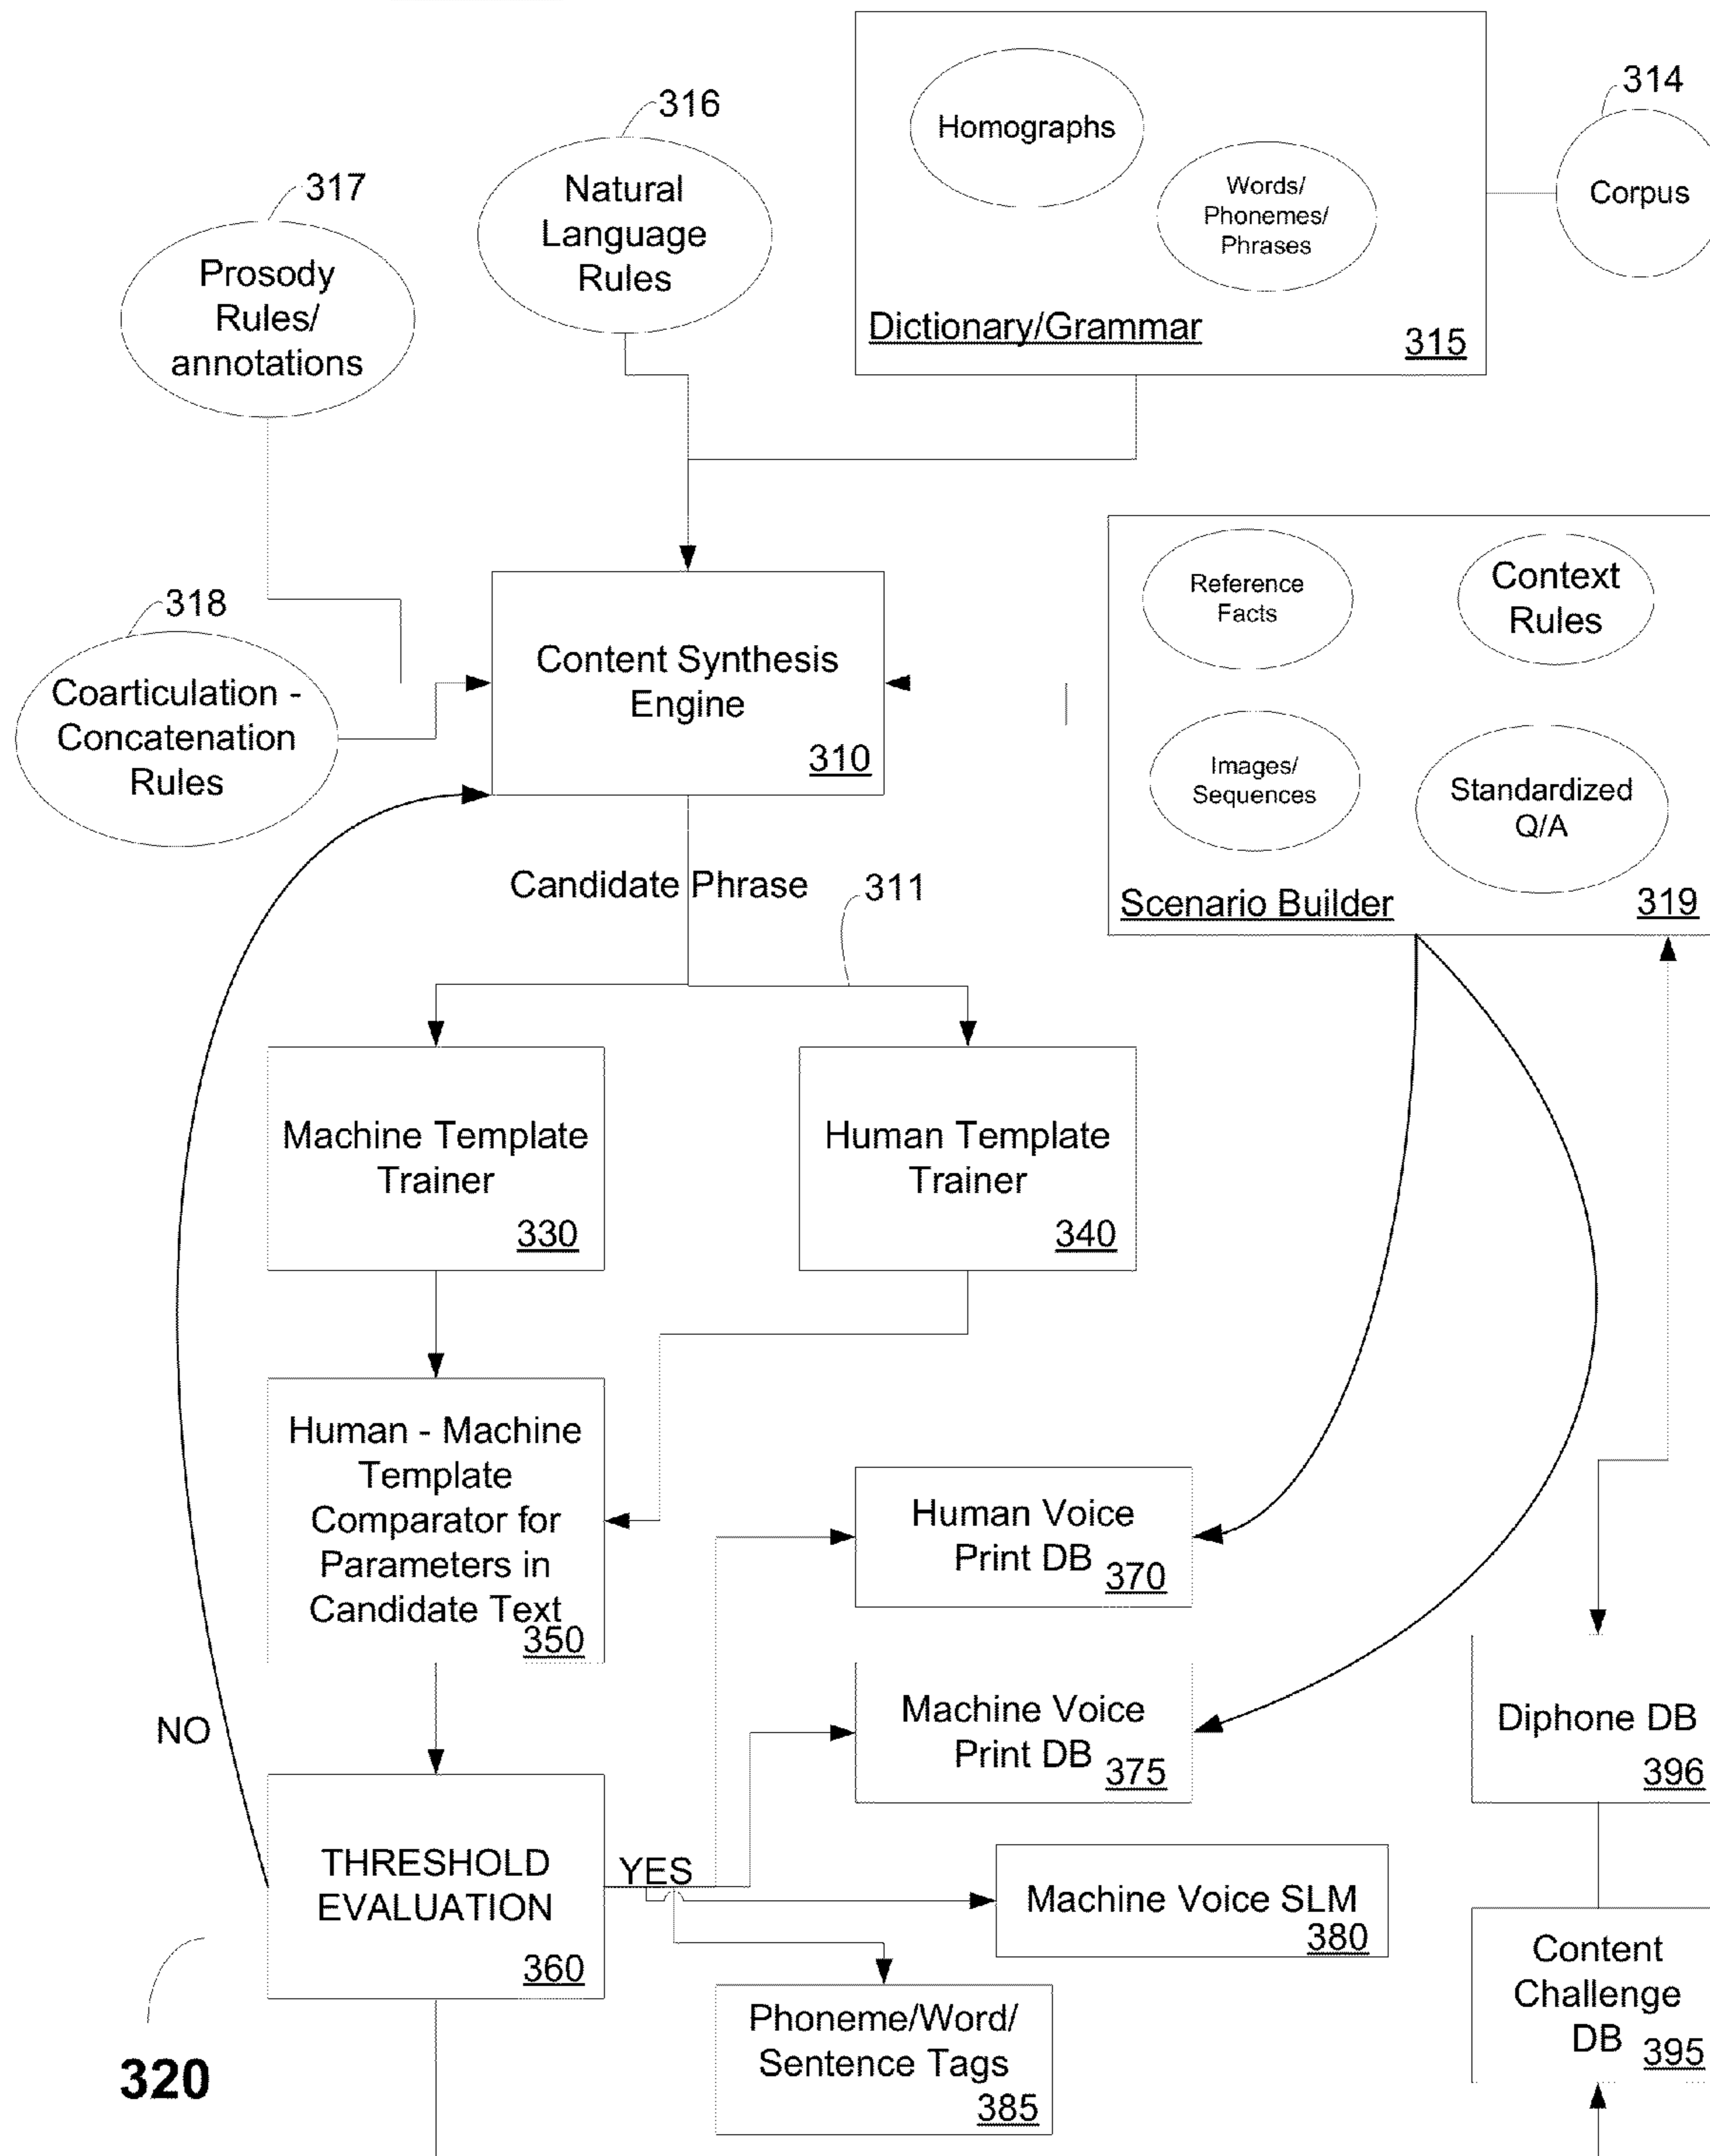 316
Natural
Language
Rules
317
Prosody
Rules/
annotations
Homographs
Words/
Phonemes/
Phrases
Dictionary/Grammar
315
314
Corpus
318
Coarticulation -
Concatenation
Rules
Content Synthesis
Engine
310
Reference
Facts
Context
Rules
Images/
Sequences
Standardized
Q/A
Scenario Builder
319
Candidate Phrase
311
Machine Template
Trainer
330
Human Template
Trainer
340
Human - Machine
Template
Comparator for
Parameters in
Candidate Text
350
Human Voice
Print DB
370
Machine Voice
Print DB
375
Diphone DB
396
NO
THRESHOLD
EVALUATION
360
YES
Machine Voice SLM
380
Phoneme/Word/
Sentence Tags
385
Content
Challenge
DB
395
320